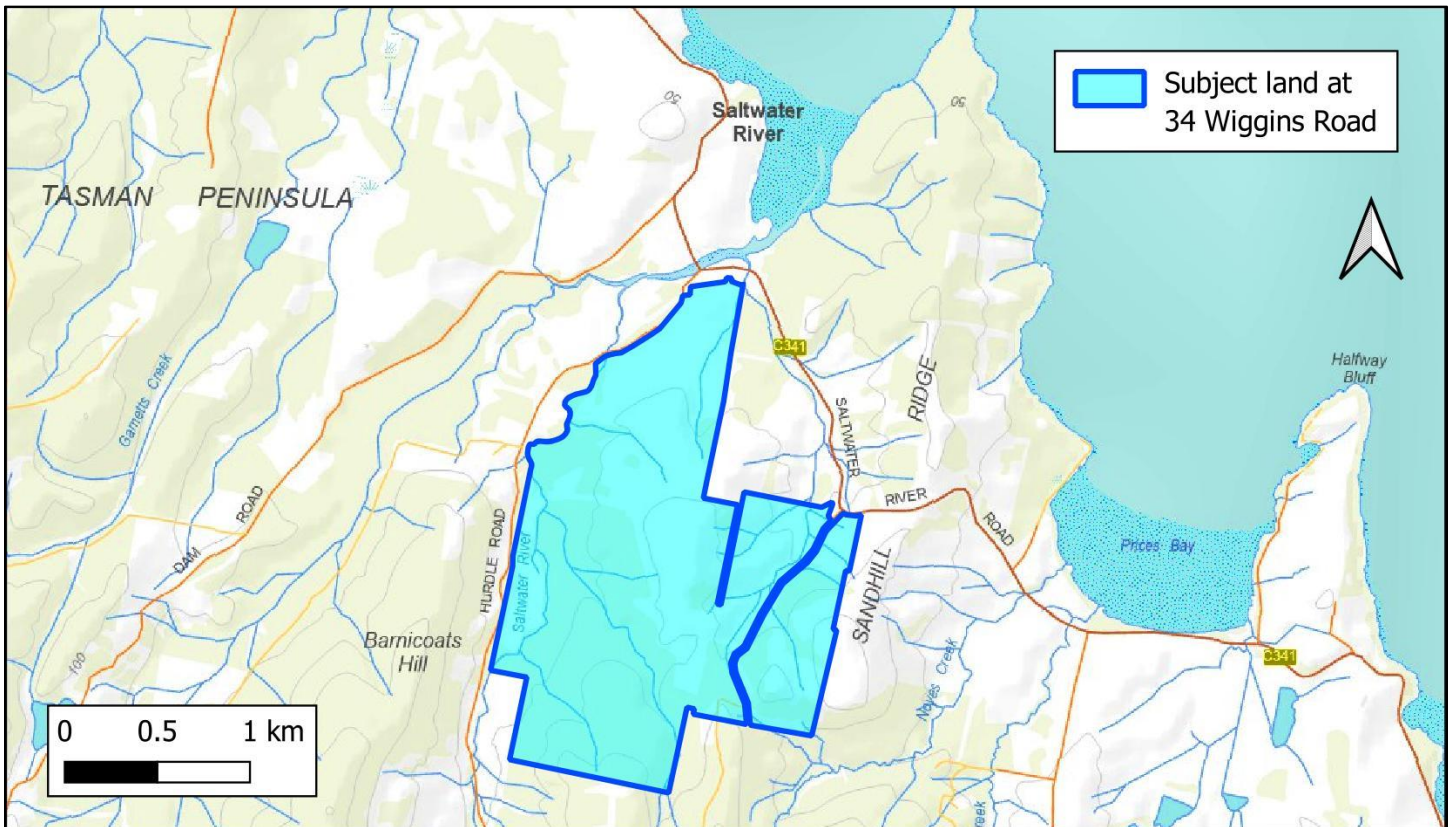 Subject land at
34 Wiggins Road
50
Saltwater
River
50
TASMAN PENINSULA
Halfway
Bluff
C341
Garnetts Creek
RIDGE
SALTWATER
RIVER
ROAD
ROAD
DAM
HURDLE ROAD
Saltwater River
Prices Bay
SANDHILL
Barnicoats
Hill
Noyes Creek
C341
100
0 0.5 1 km